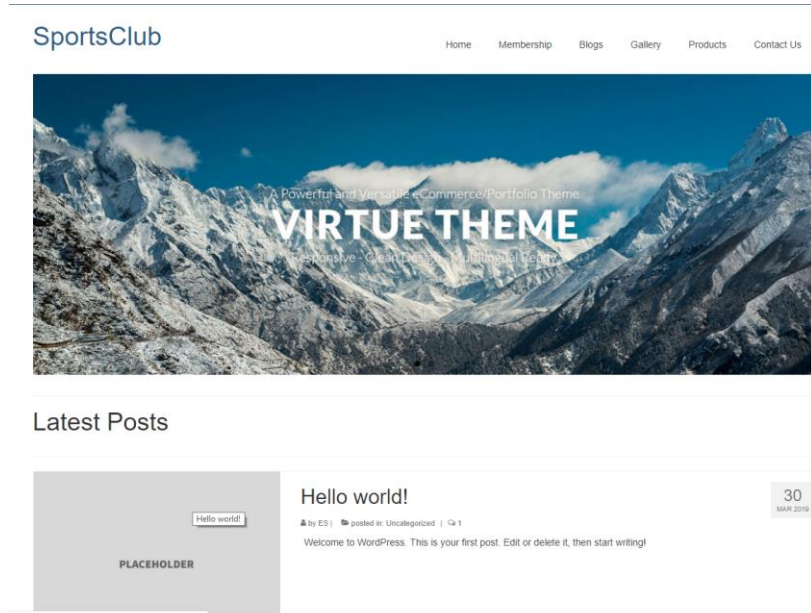 SportsClub
Home Membership Blogs Gallery Products Contact Us
A Powerful and Versatile eCommerce/Portfolio Theme
VIRTUE THEME
Responsive - Clean Design - Multilingual Ready
Latest Posts
Hello world!
30
MAR 2019
by ES | posted in: Uncategorized | 1
Welcome to WordPress. This is your first post. Edit or delete it, then start writing!
Hello world!
PLACEHOLDER